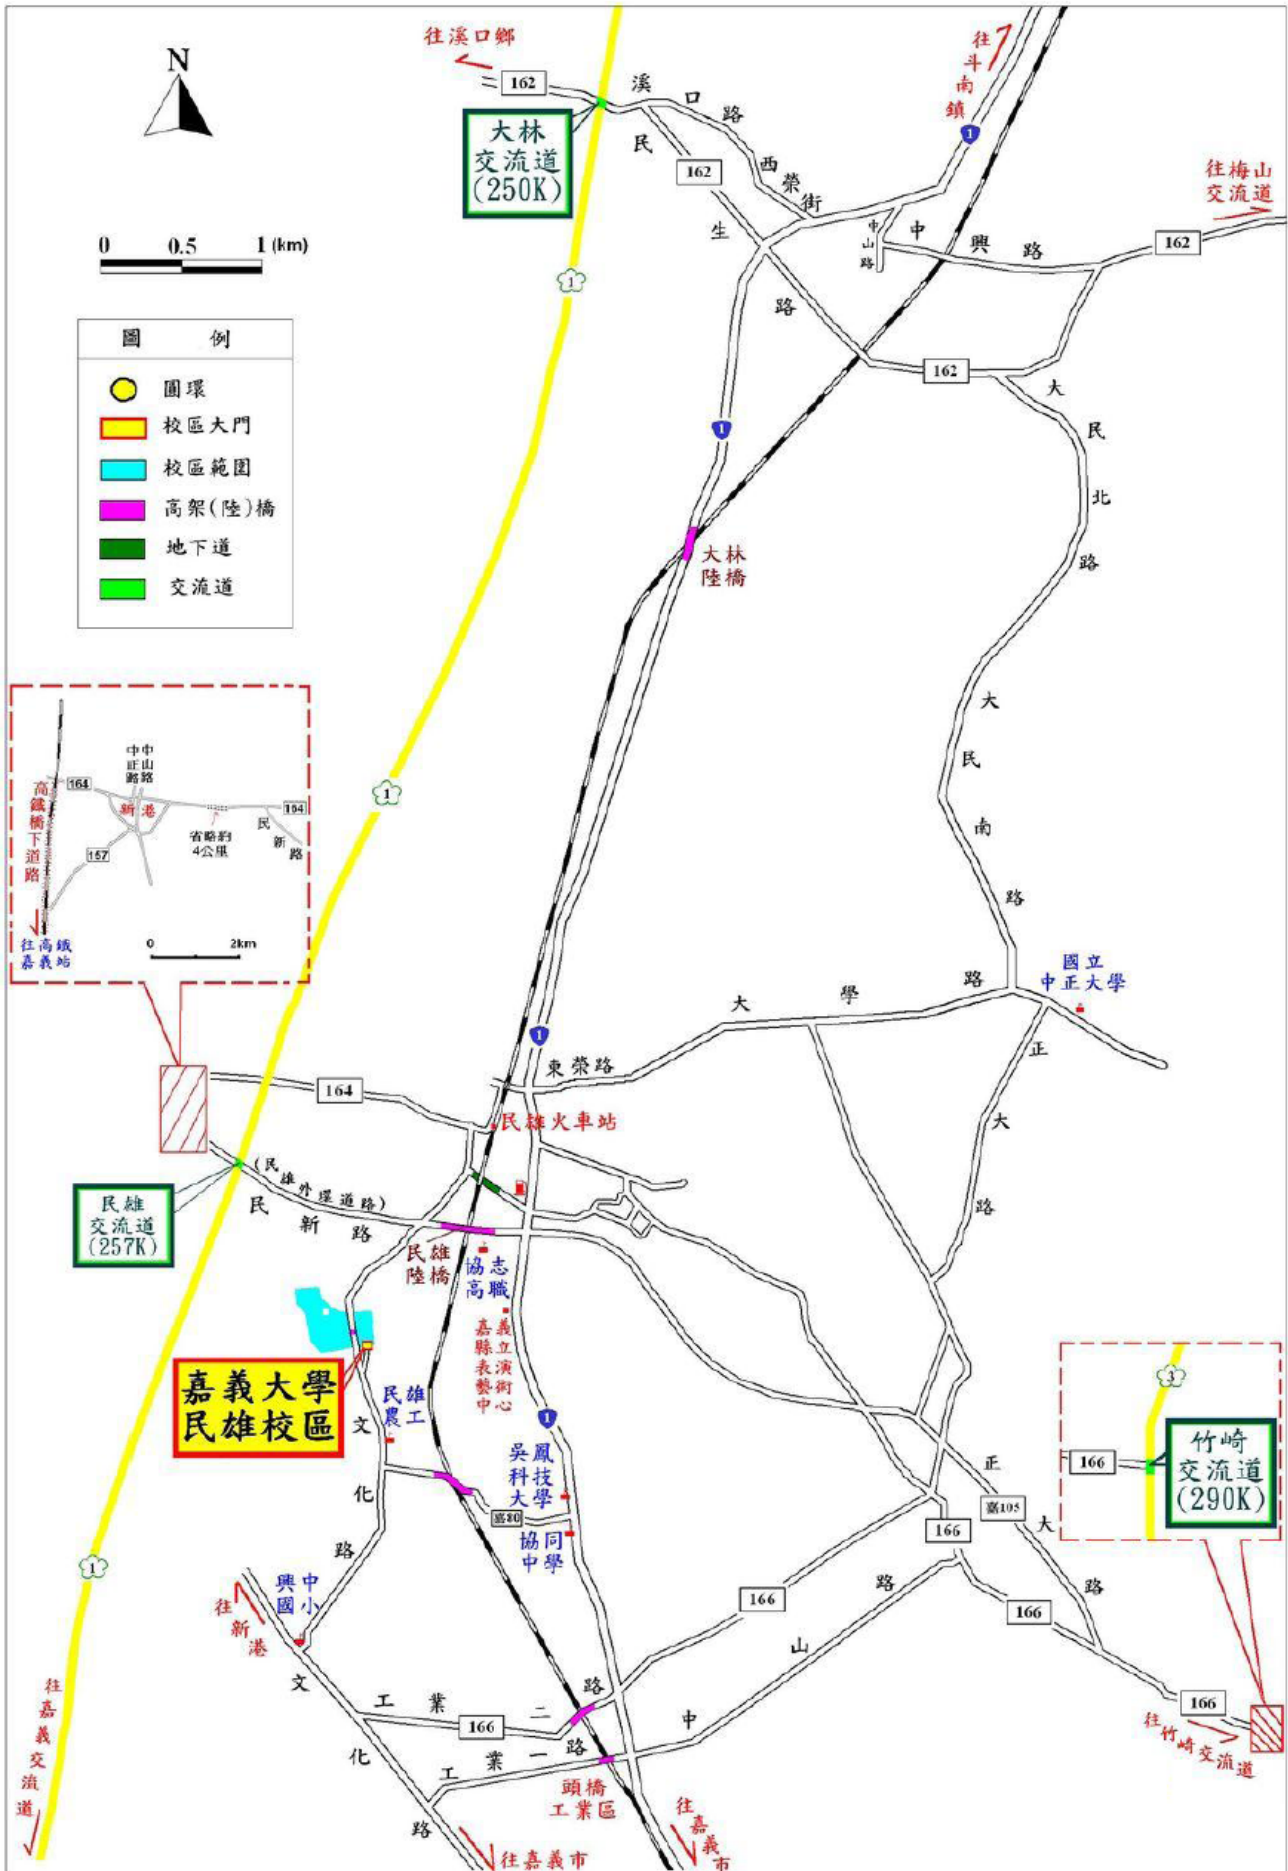 往溪口鄉
162
溪口路
大林
交流道
(250K)
N
0 0.5 1 (km)
圖 例
圓環
校區大門
校區範圍
高架(陸)橋
地下道
交流道
往斗南鎮
1
往梅山
交流道
162
民生路
162
西榮街
中山路
中興路
1
162
1
大林
陸橋
大民北路
大民南路
1
164
中正路
中山路
新港
164
省略約
4公里
民新路
157
高鐵橋下道路
往高鐵
嘉義站
0 2km
國立
中正大學
大學路
1
東榮路
164
民雄火車站
正大路
(民雄外環道路)
民新路
民雄
交流道
(257K)
民雄
陸橋
協志
高職
嘉義
縣立
表演
藝術
中心
嘉義大學
民雄校區
民雄
農工
文化路
1
吳鳳
科技
大學
嘉80
協同
中學
1
興中
國小
往新港
文化路
工業二路
166
工業一路
頭橋
工業區
166
中山路
166
正大路
嘉105
166
3
166
竹崎
交流道
(290K)
166
往竹崎交流道
往嘉義交流道
往嘉義市
往嘉義市